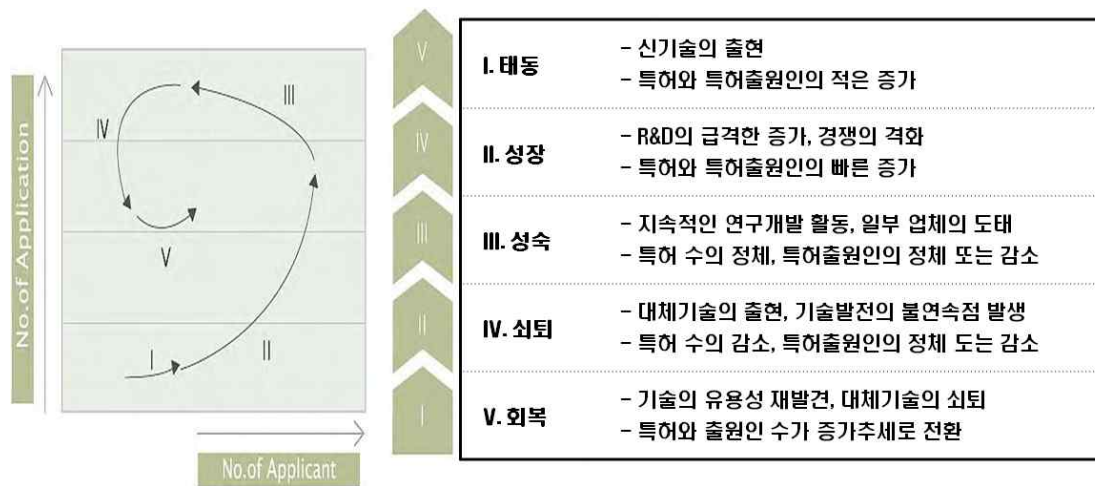 No.of Application
I
II
III
IV
V
No.of Applicant
V
IV
III
II
I
I. 태동
- 신기술의 출현
- 특허와 특허출원인의 적은 증가
II. 성장
- R&D의 급격한 증가, 경쟁의 격화
- 특허와 특허출원인의 빠른 증가
III. 성숙
- 지속적인 연구개발 활동, 일부 업체의 도태
- 특허 수의 정체, 특허출원인의 정체 또는 감소
IV. 쇠퇴
- 대체기술의 출현, 기술발전의 불연속점 발생
- 특허 수의 감소, 특허출원인의 정체 도는 감소
V. 회복
- 기술의 유용성 재발견, 대체기술의 쇠퇴
- 특허와 출원인 수가 증가추세로 전환